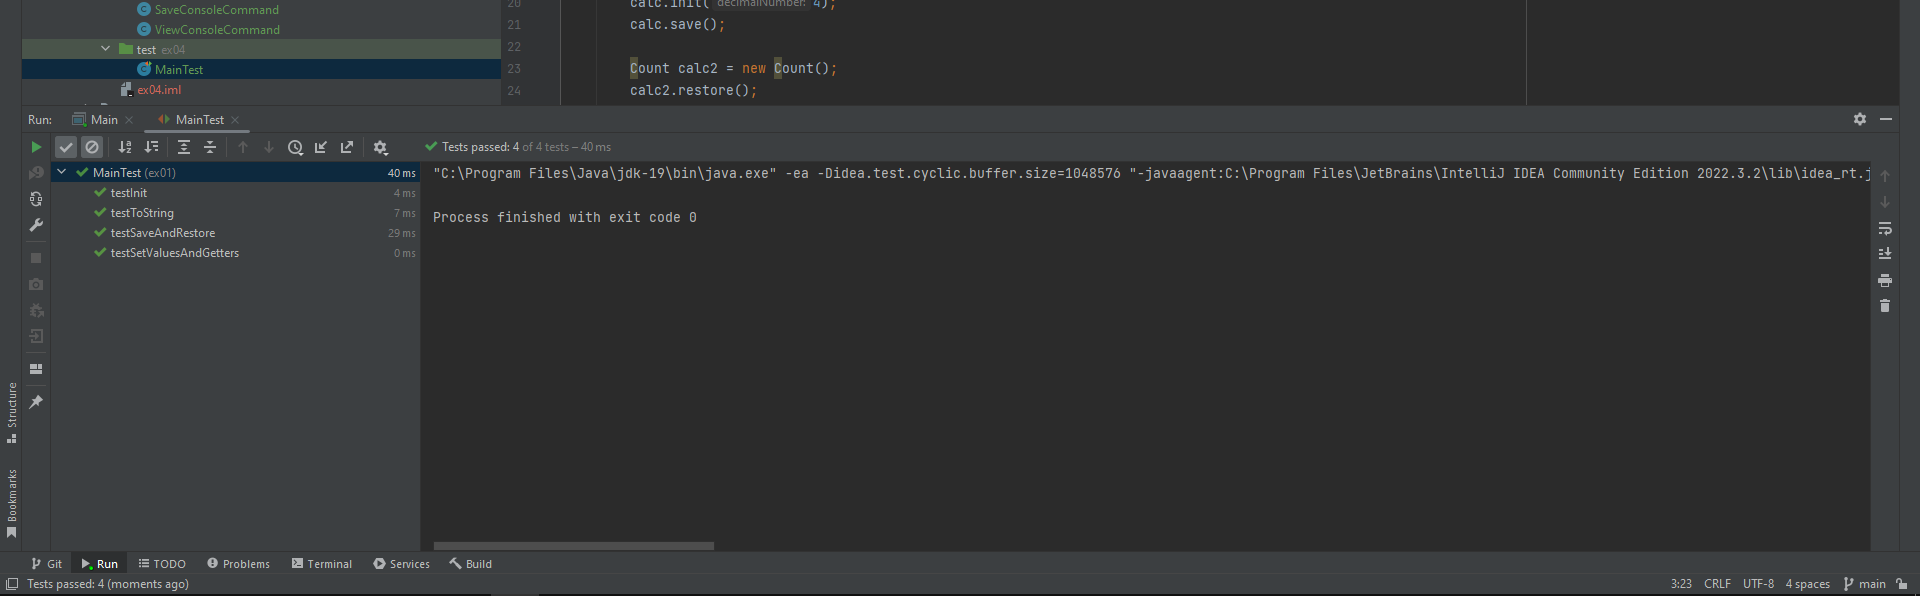 SaveConsoleCommand
ViewConsoleCommand
test ex04
MainTest
ex04.iml
20 calc.init( decimalNumber: 4);
21 calc.save();
22
23 Count calc2 = new Count();
24 calc2.restore();
Run: Main MainTest
Tests passed: 4 of 4 tests – 40 ms
MainTest (ex01) 40 ms
testInit 4 ms
testToString 7 ms
testSaveAndRestore 29 ms
testSetValuesAndGetters 0 ms
"C:\Program Files\Java\jdk-19\bin\java.exe" -ea -Didea.test.cyclic.buffer.size=1048576 "-javaagent:C:\Program Files\JetBrains\IntelliJ IDEA Community Edition 2022.3.2\lib\idea_rt.j
Process finished with exit code 0
Structure
Bookmarks
Git Run TODO Problems Terminal Services Build
Tests passed: 4 (moments ago)
3:23 CRLF UTF-8 4 spaces main